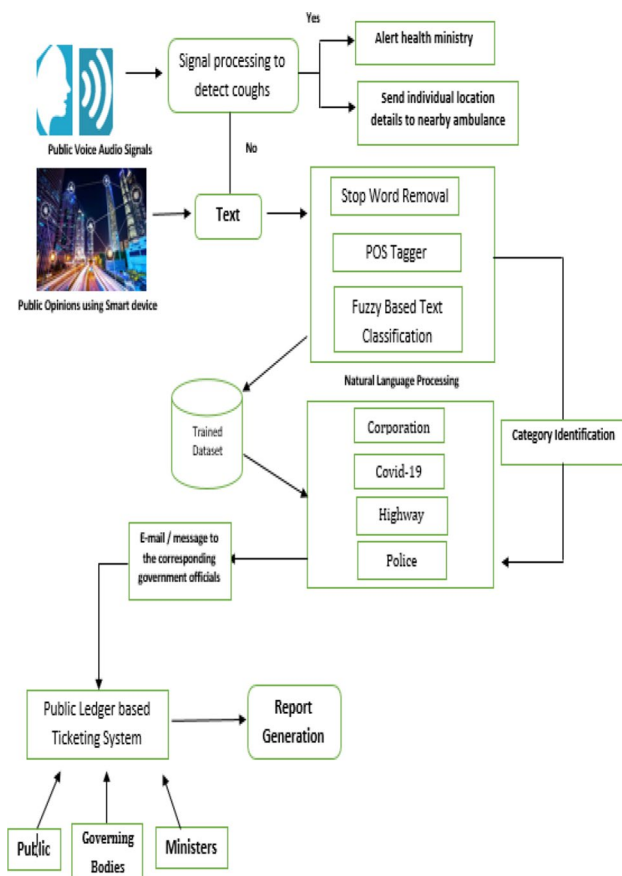 Yes
Alert health ministry
Signal processing to
detect coughs
Send individual location
details to nearby ambulance
Public Voice Audio Signals
No
Text
Public Opinions using Smart device
Stop Word Removal
POS Tagger
Fuzzy Based Text
Classification
Natural Language Processing
Trained
Dataset
Corporation
Covid-19
Highway
Police
Category Identification
E-mail / message to
the corresponding
government officials
Public Ledger based
Ticketing System
Report
Generation
Public
Governing
Bodies
Ministers